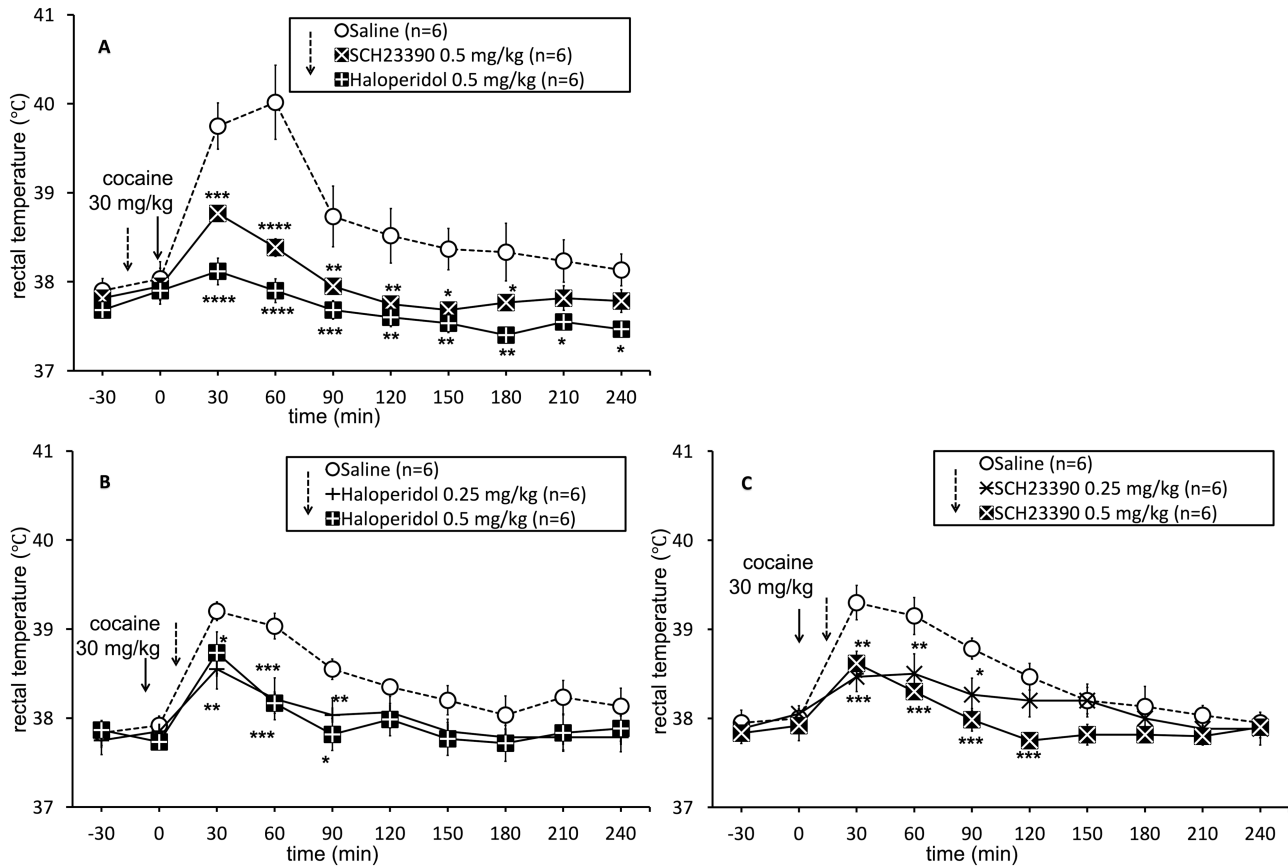 A
Saline (n=6)
SCH23390 0.5 mg/kg (n=6)
Haloperidol 0.5 mg/kg (n=6)
rectal temperature (°C)
41
40
39
38
37
cocaine
30 mg/kg
***
****
**
**
*
*
****
****
***
**
**
**
*
*
-30 0 30 60 90 120 150 180 210 240
time (min)
B
Saline (n=6)
Haloperidol 0.25 mg/kg (n=6)
Haloperidol 0.5 mg/kg (n=6)
rectal temperature (°C)
41
40
39
38
37
cocaine
30 mg/kg
*
***
**
**
***
*
-30 0 30 60 90 120 150 180 210 240
time (min)
C
Saline (n=6)
SCH23390 0.25 mg/kg (n=6)
SCH23390 0.5 mg/kg (n=6)
rectal temperature (°C)
41
40
39
38
37
cocaine
30 mg/kg
**
**
*
***
***
***
***
-30 0 30 60 90 120 150 180 210 240
time (min)